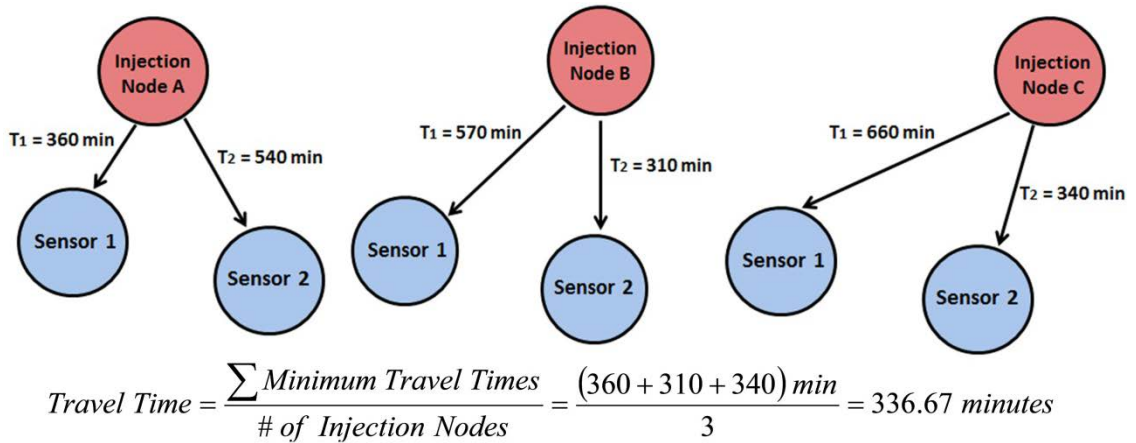 Injection
Node A
T1 = 360 min
T2 = 540 min
Sensor 1
Sensor 2
Injection
Node B
T1 = 570 min
T2 = 310 min
Sensor 1
Sensor 2
Injection
Node C
T1 = 660 min
T2 = 340 min
Sensor 1
Sensor 2
Travel Time = ∑ Minimum Travel Times / # of Injection Nodes = (360 + 310 + 340) min / 3 = 336.67 minutes